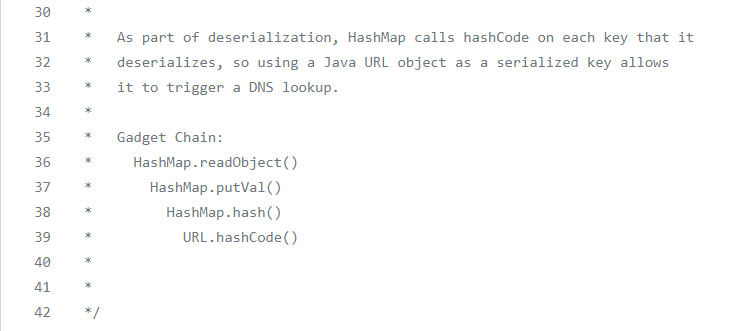 30 *
31 * As part of deserialization, HashMap calls hashCode on each key that it
32 * deserializes, so using a Java URL object as a serialized key allows
33 * it to trigger a DNS lookup.
34 *
35 * Gadget Chain:
36 * HashMap.readObject()
37 * HashMap.putVal()
38 * HashMap.hash()
39 * URL.hashCode()
40 *
41 *
42 */